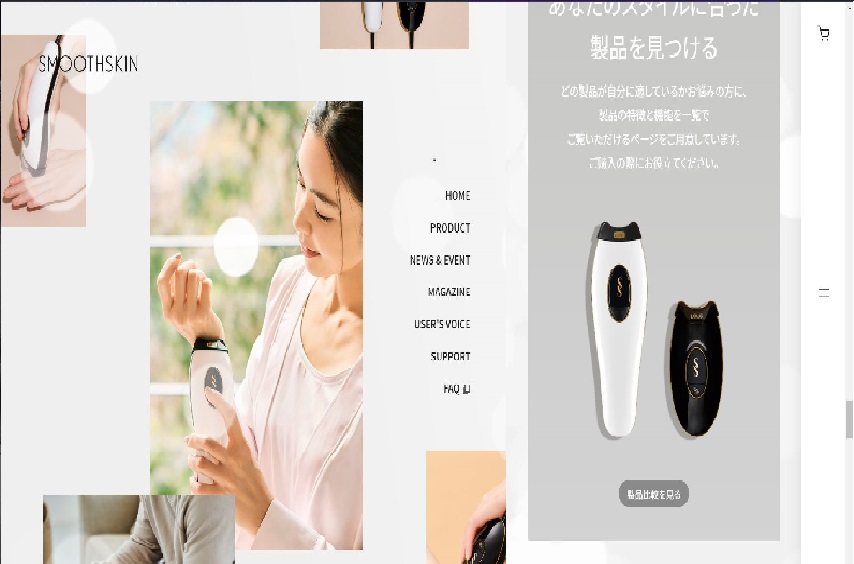 SMOOTHSKIN
HOME
PRODUCT
NEWS & EVENT
MAGAZINE
USER'S VOICE
SUPPORT
FAQ
あなたのスタイルに合った
製品を見つける
どの製品が自分に適しているかお悩みの方に、
製品の特徴と機能を一覧で
ご覧いただけるページをご用意しています。
ご購入の際にお役立てください。
製品比較を見る